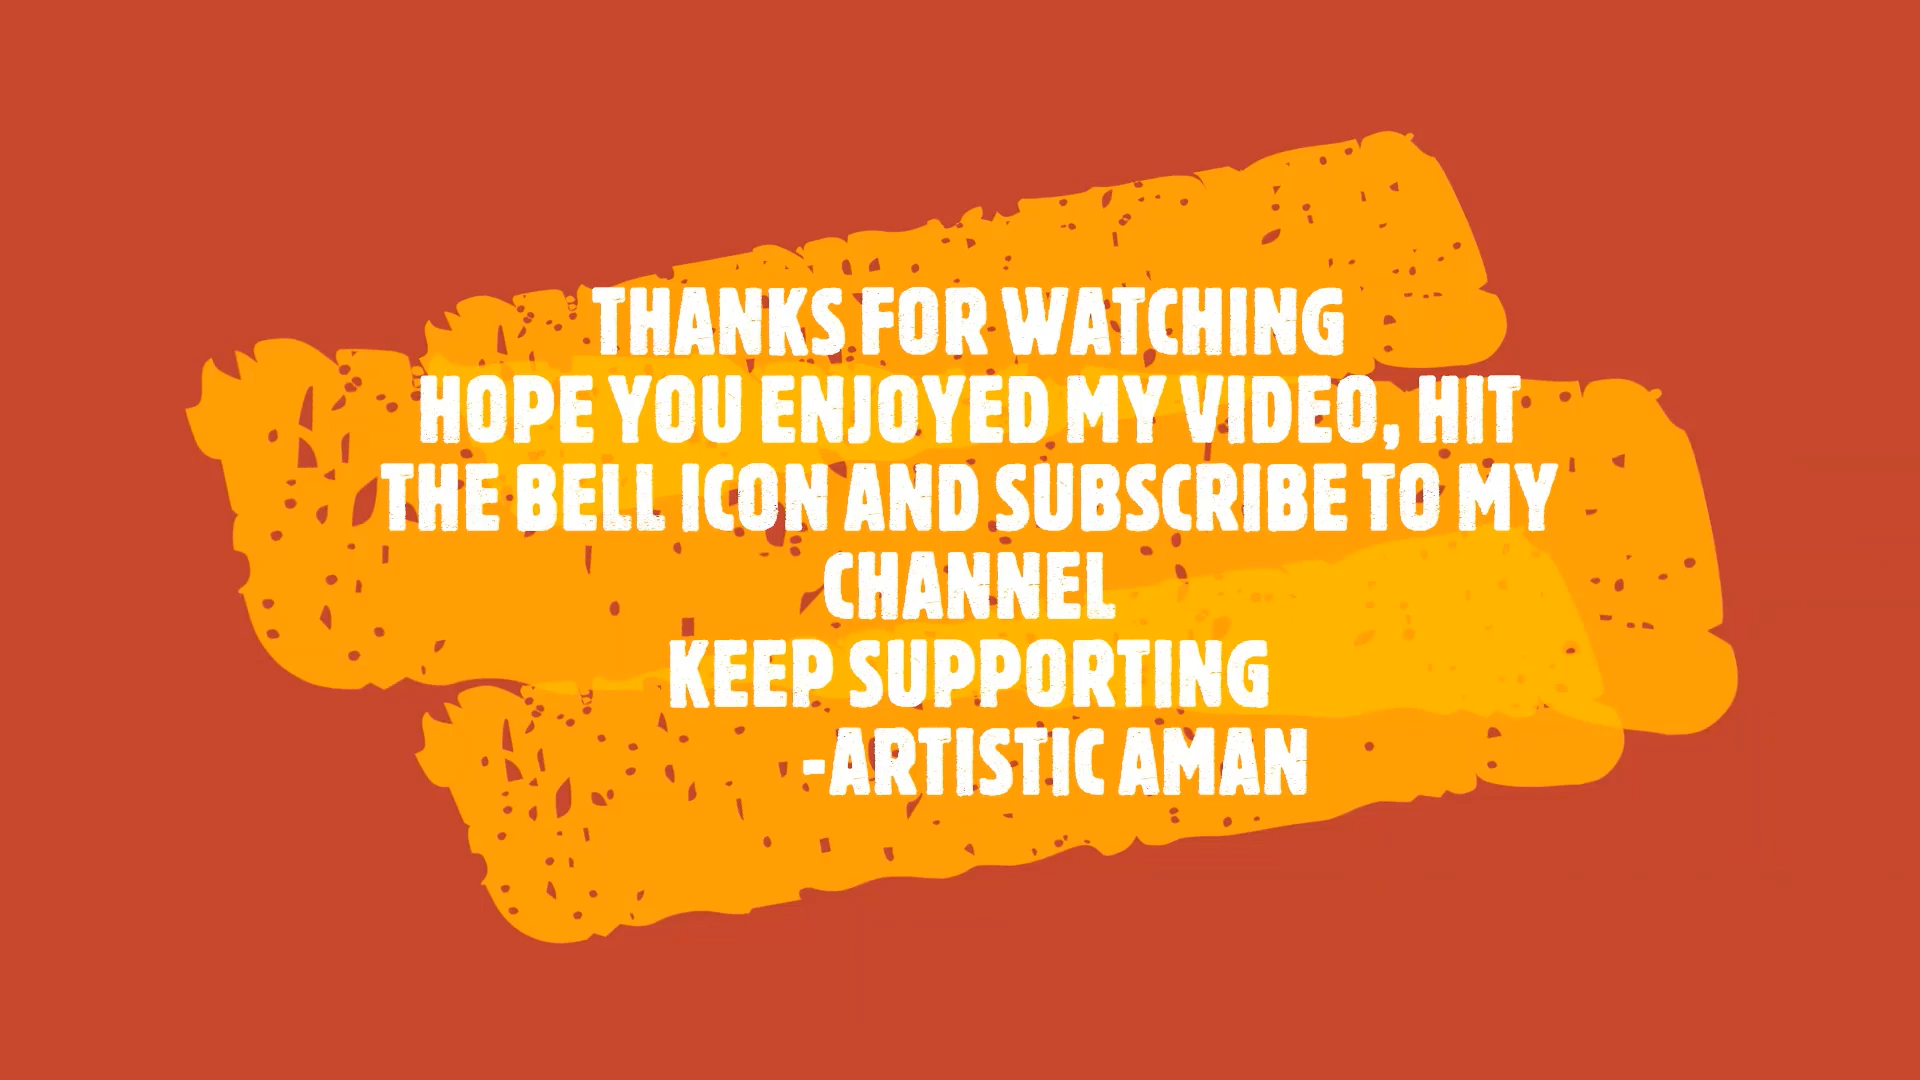 THANKS FOR WATCHING
HOPE YOU ENJOYED MY VIDEO, HIT
THE BELL ICON AND SUBSCRIBE TO MY
CHANNEL
KEEP SUPPORTING
-ARTISTIC AMAN